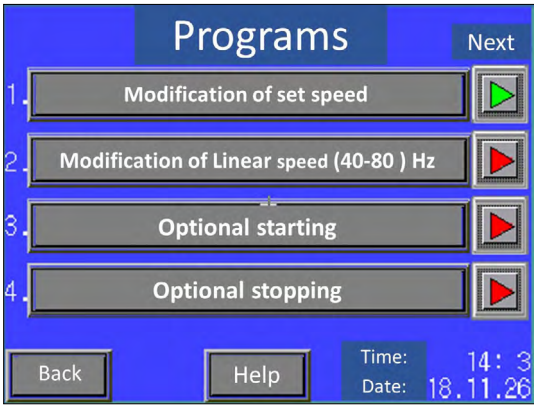 Programs
Next
1. Modification of set speed
2. Modification of Linear speed (40-80 ) Hz
3. Optional starting
4. Optional stopping
Back
Help
Time: 14: 3
Date: 18.11.26